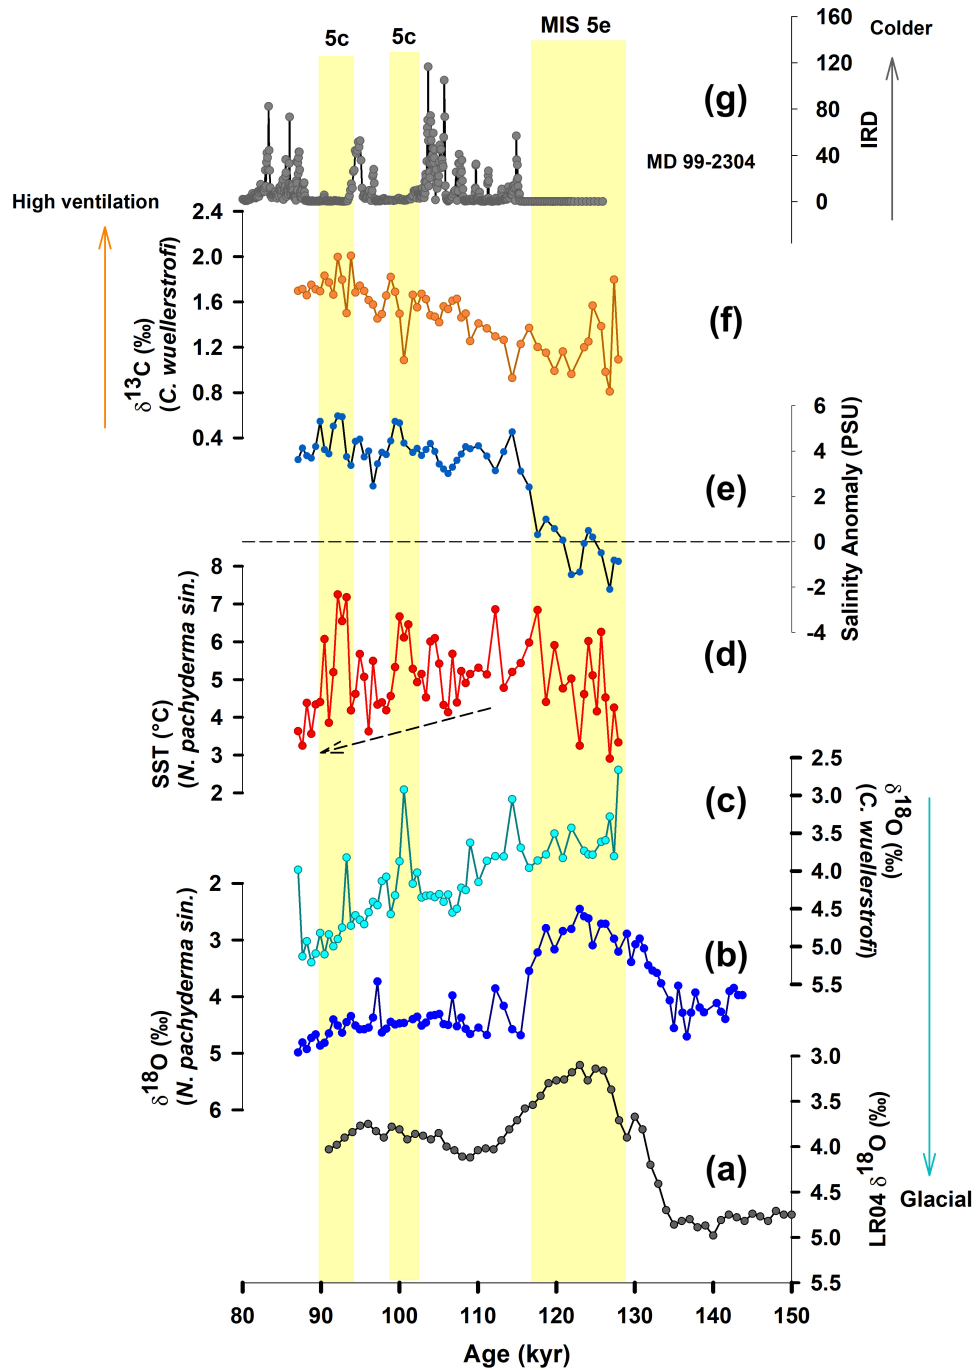 5c 5c MIS 5e
160
120
80
40
0
IRD
Colder
(g)
MD 99-2304
High ventilation
2.4
2.0
1.6
1.2
0.8
0.4
δ13C (‰)
(C. wuellerstrofi)
(f)
6
4
2
0
-2
-4
Salinity Anomaly (PSU)
(e)
8
7
6
5
4
3
2
SST (°C)
(N. pachyderma sin.)
(d)
2.5
3.0
3.5
4.0
4.5
5.0
5.5
δ18O (‰)
(C. wuellerstrofi)
(c)
2
3
4
5
6
δ18O (‰)
(N. pachyderma sin.)
(b)
3.0
3.5
4.0
4.5
5.0
5.5
LR04 δ18O (‰)
Glacial
(a)
80 90 100 110 120 130 140 150
Age (kyr)